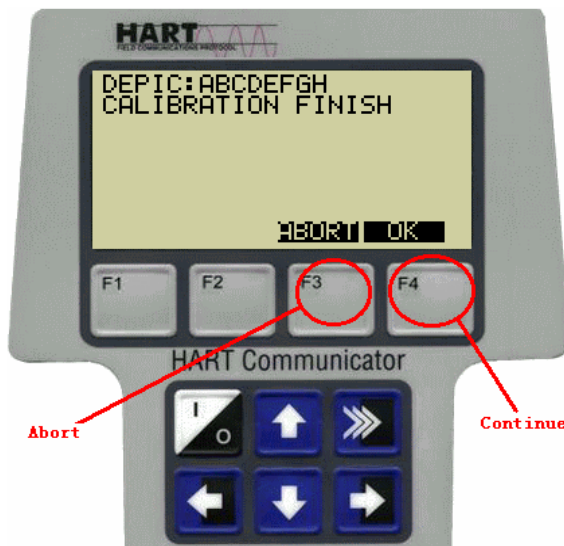 HART
FIELD COMMUNICATIONS PROTOCOL
DEPIC:ABCDEFGH
CALIBRATION FINISH
ABORT OK
F1 F2 F3 F4
HART Communicator
Abort
Continue
I
O